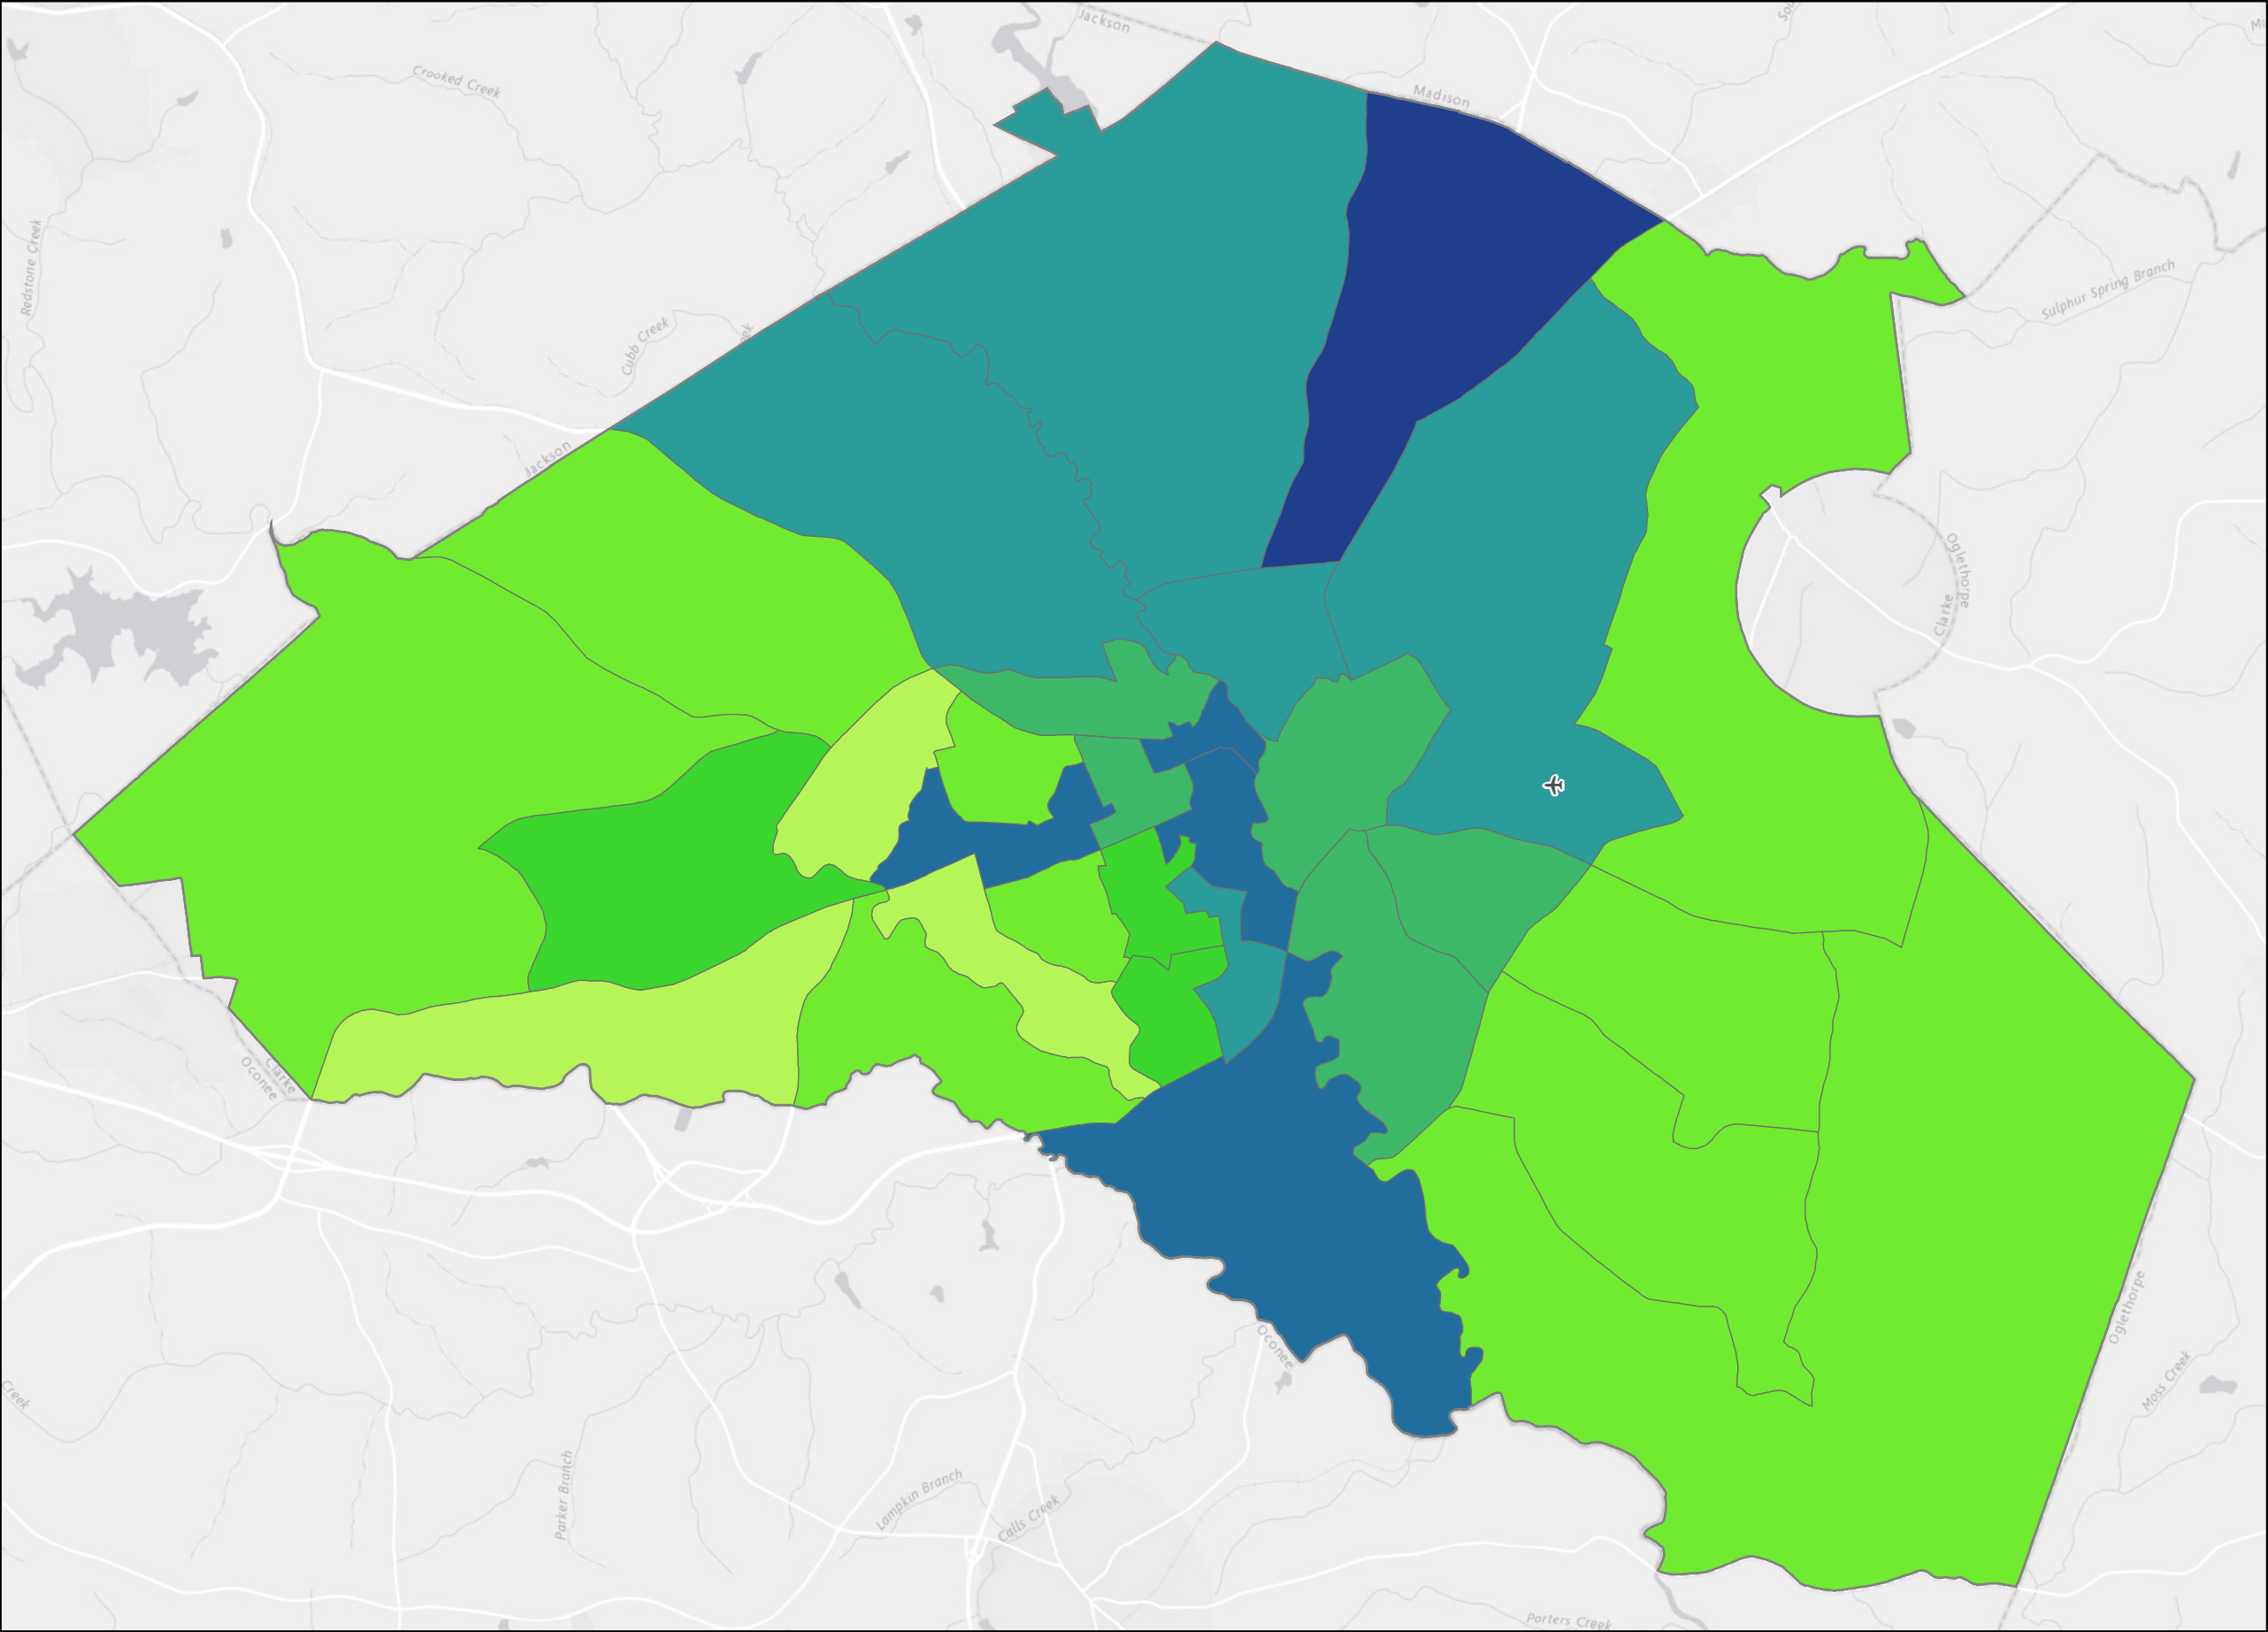 Jackson
Crooked Creek
Madison
Redstone Creek
Sulphur Spring Branch
Cubb Creek
Jackson
Oglethorpe
Clarke
Clarke
Oconee
Oglethorpe
Oconee
Moss Creek
Creek
Parker Branch
Lampkin Branch
Calls Creek
Porters Creek